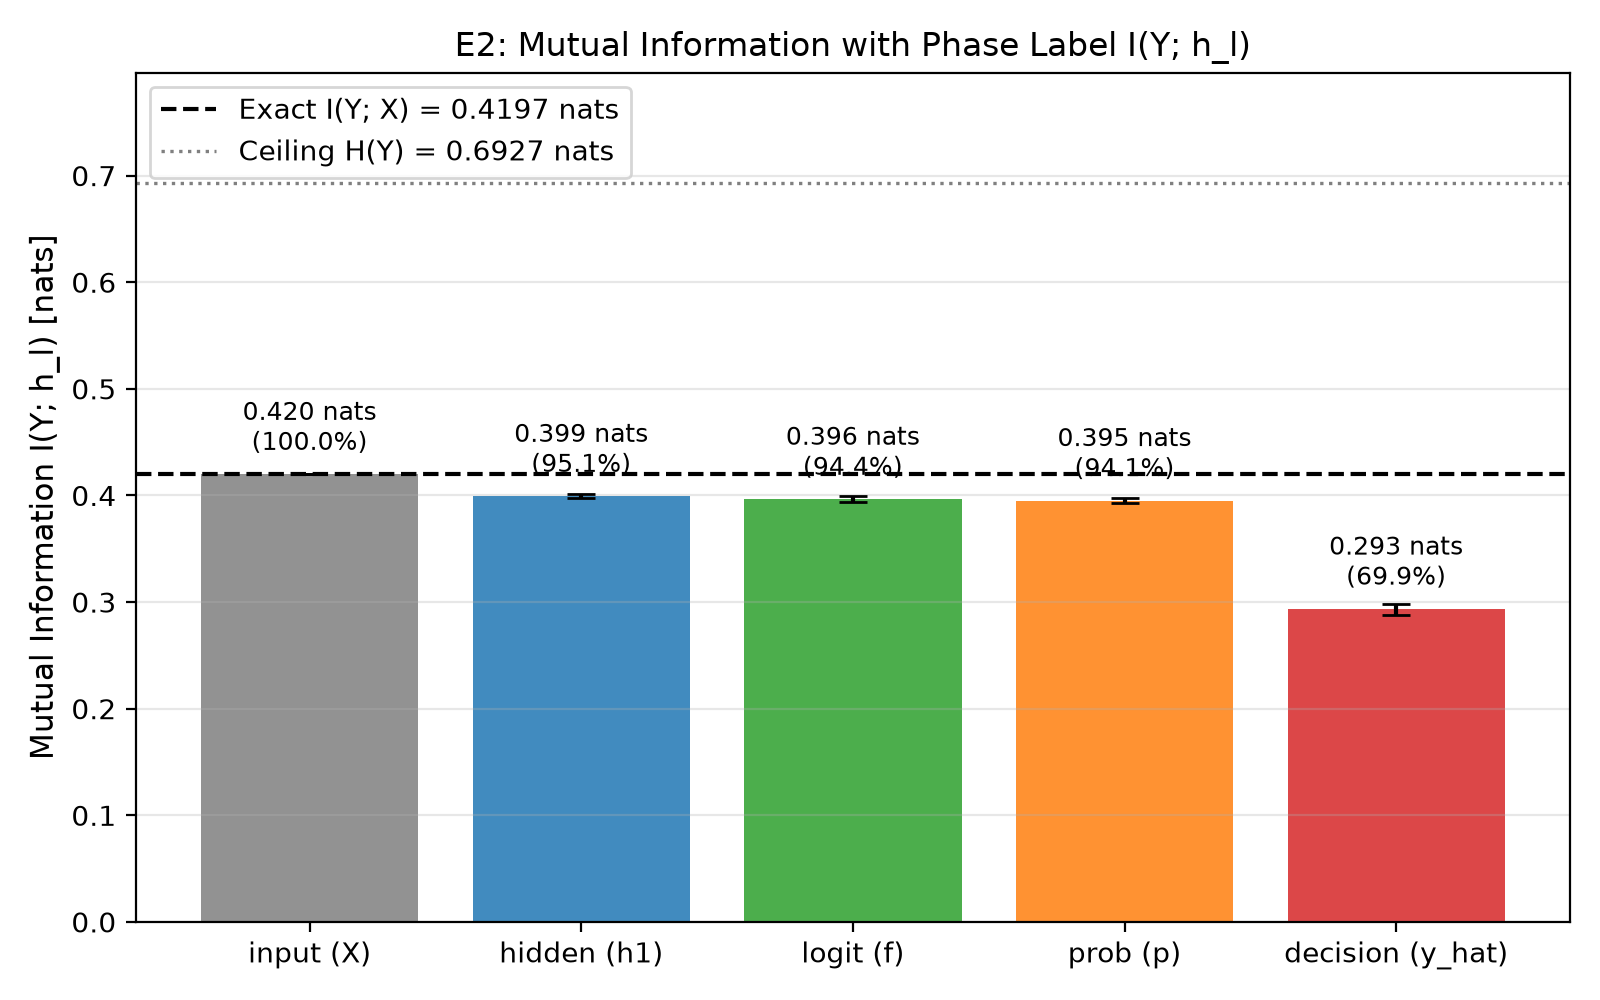 E2: Mutual Information with Phase Label I(Y; h_l)
Exact I(Y; X) = 0.4197 nats
Ceiling H(Y) = 0.6927 nats
Mutual Information I(Y; h_l) [nats]
0.7
0.6
0.5
0.4
0.3
0.2
0.1
0.0
0.420 nats
(100.0%)
0.399 nats
(95.1%)
0.396 nats
(94.4%)
0.395 nats
(94.1%)
0.293 nats
(69.9%)
input (X)
hidden (h1)
logit (f)
prob (p)
decision (y_hat)